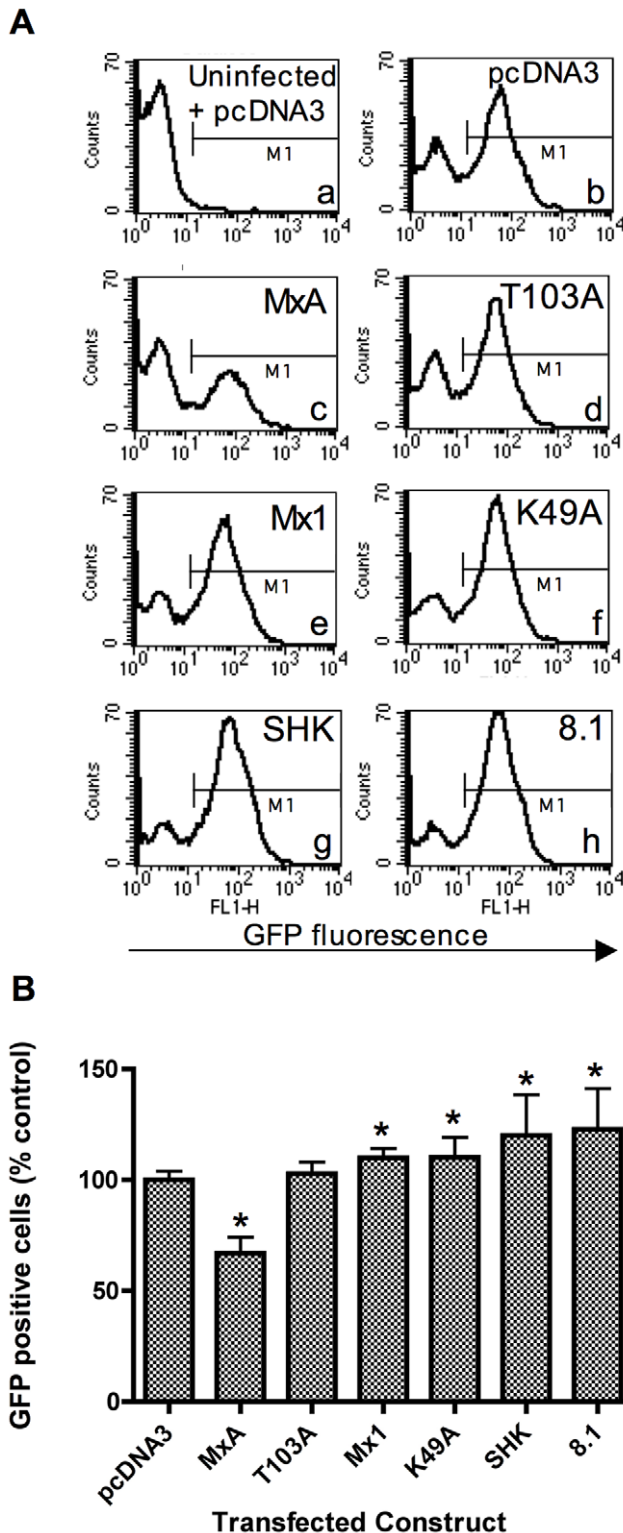 A
70
Counts
0
Uninfected
+ pcDNA3
M1
a
10^0 10^1 10^2 10^3 10^4
70
Counts
0
pcDNA3
M1
b
10^0 10^1 10^2 10^3 10^4
70
Counts
0
MxA
M1
c
10^0 10^1 10^2 10^3 10^4
70
Counts
0
T103A
M1
d
10^0 10^1 10^2 10^3 10^4
70
Counts
0
Mx1
M1
e
10^0 10^1 10^2 10^3 10^4
70
Counts
0
K49A
M1
f
10^0 10^1 10^2 10^3 10^4
70
Counts
0
SHK
M1
g
10^0 10^1 10^2 10^3 10^4
FL1-H
70
Counts
0
8.1
M1
h
10^0 10^1 10^2 10^3 10^4
FL1-H
GFP fluorescence
B
GFP positive cells (% control)
150
100
50
0
* * * * *
pcDNA3
MxA
T103A
Mx1
K49A
SHK
8.1
Transfected Construct